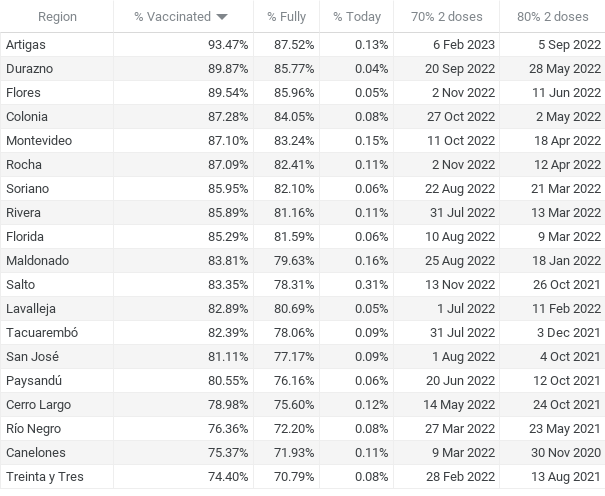 Region % Vaccinated % Fully % Today 70% 2 doses 80% 2 doses
Artigas 93.47% 87.52% 0.13% 6 Feb 2023 5 Sep 2022
Durazno 89.87% 85.77% 0.04% 20 Sep 2022 28 May 2022
Flores 89.54% 85.96% 0.05% 2 Nov 2022 11 Jun 2022
Colonia 87.28% 84.05% 0.08% 27 Oct 2022 2 May 2022
Montevideo 87.10% 83.24% 0.15% 11 Oct 2022 18 Apr 2022
Rocha 87.09% 82.41% 0.11% 2 Nov 2022 12 Apr 2022
Soriano 85.95% 82.10% 0.06% 22 Aug 2022 21 Mar 2022
Rivera 85.89% 81.16% 0.11% 31 Jul 2022 13 Mar 2022
Florida 85.29% 81.59% 0.06% 10 Aug 2022 9 Mar 2022
Maldonado 83.81% 79.63% 0.16% 25 Aug 2022 18 Jan 2022
Salto 83.35% 78.31% 0.31% 13 Nov 2022 26 Oct 2021
Lavalleja 82.89% 80.69% 0.05% 1 Jul 2022 11 Feb 2022
Tacuarembó 82.39% 78.06% 0.09% 31 Jul 2022 3 Dec 2021
San José 81.11% 77.17% 0.09% 1 Aug 2022 4 Oct 2021
Paysandú 80.55% 76.16% 0.06% 20 Jun 2022 12 Oct 2021
Cerro Largo 78.98% 75.60% 0.12% 14 May 2022 24 Oct 2021
Río Negro 76.36% 72.20% 0.08% 27 Mar 2022 23 May 2021
Canelones 75.37% 71.93% 0.11% 9 Mar 2022 30 Nov 2020
Treinta y Tres 74.40% 70.79% 0.08% 28 Feb 2022 13 Aug 2021